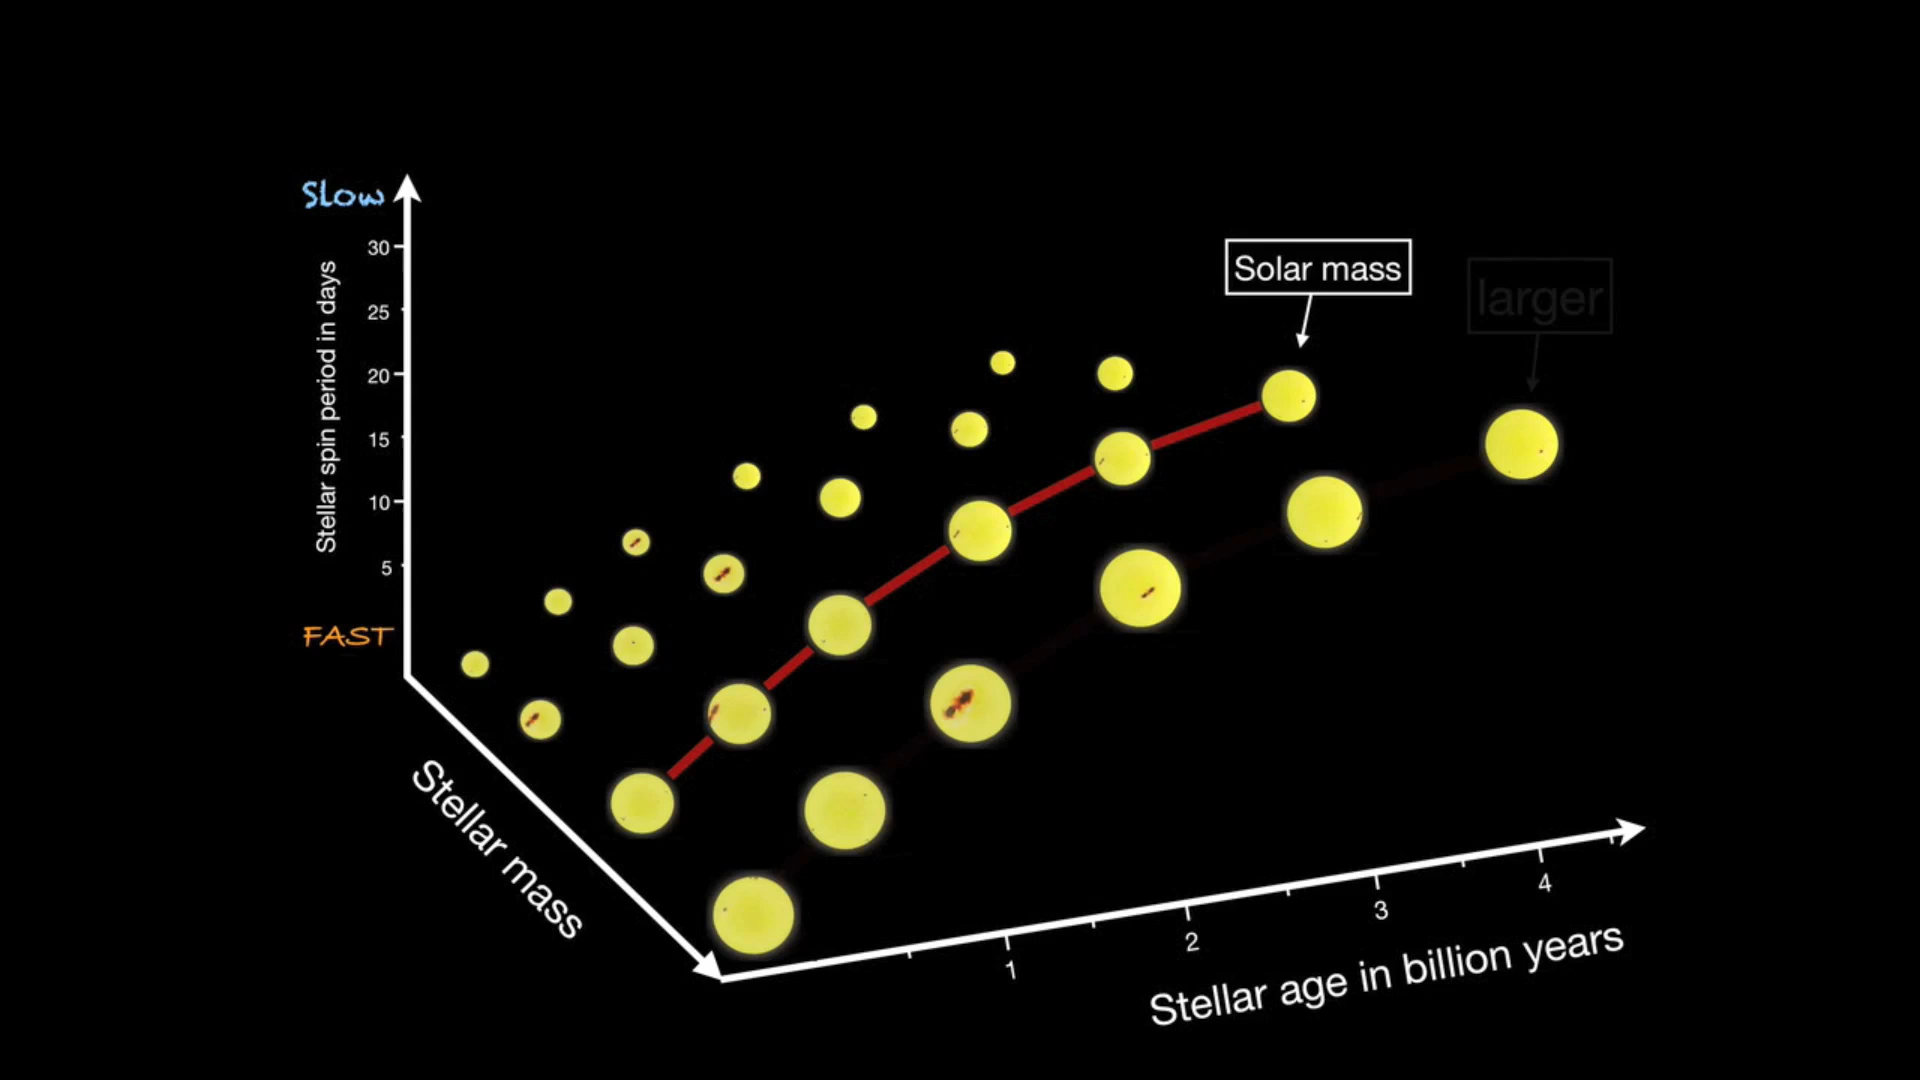 SLOW
30
25
20
15
10
5
FAST
Stellar spin period in days
Solar mass
larger
Stellar mass
1
2
3
4
Stellar age in billion years